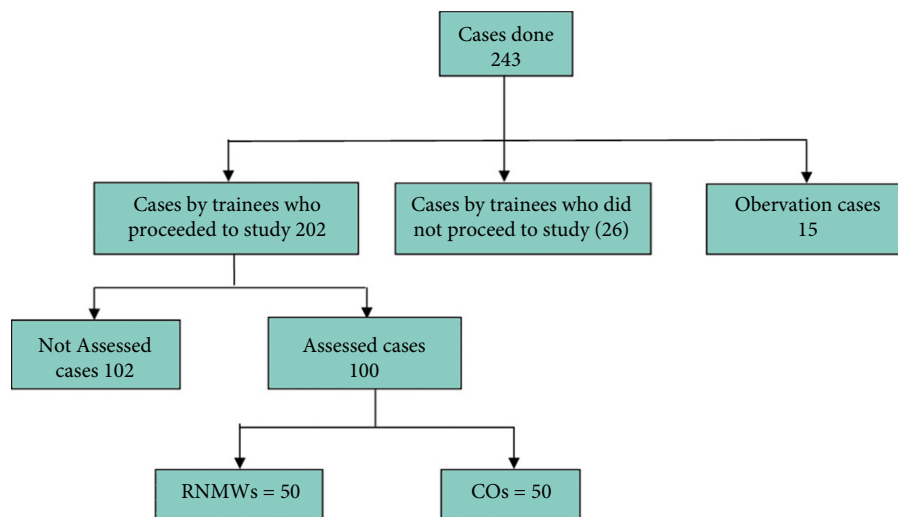 Cases done
243
Cases by trainees who
proceeded to study 202
Cases by trainees who did
not proceed to study (26)
Obervation cases
15
Not Assessed
cases 102
Assessed cases
100
RNMWs = 50
COs = 50